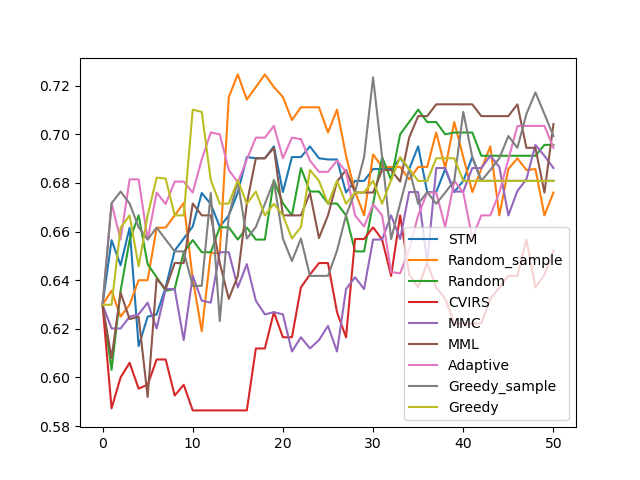 0.72
0.70
0.68
0.66
0.64
0.62
0.60
0.58
0
10
20
30
40
50
STM
Random_sample
Random
CVIRS
MMC
MML
Adaptive
Greedy_sample
Greedy